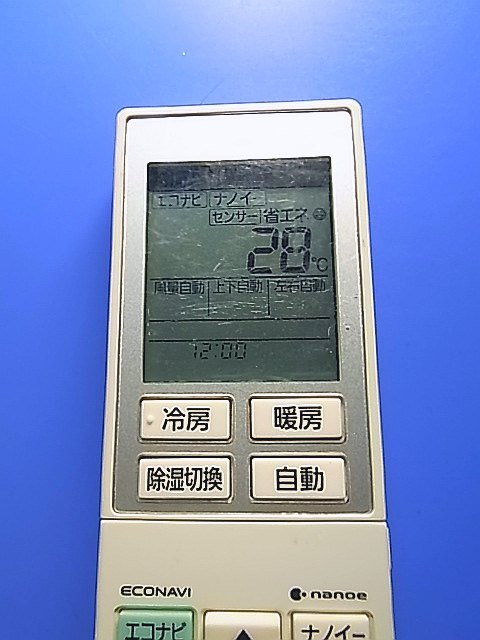 エコナビ ナノイー
センサー 省エネ
28℃
風量自動 上下自動 左右自動
12:00
冷房 暖房
除湿切換 自動
ECONAVI nanoe
エコナビ ナノイー